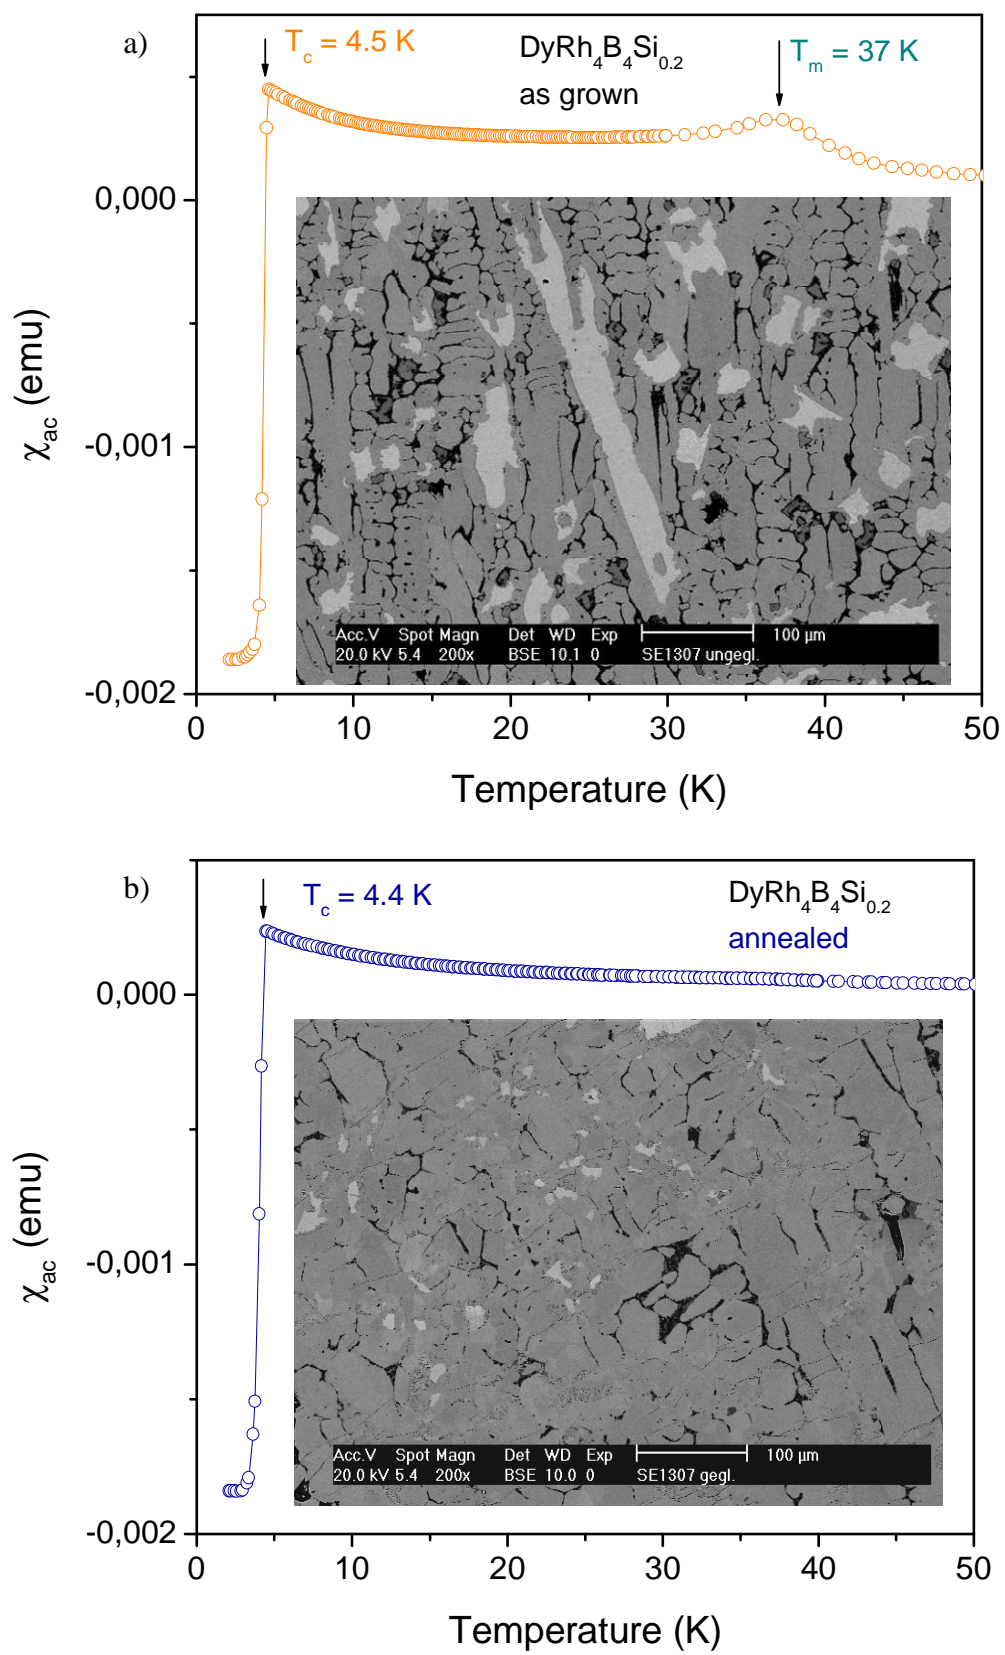 a)
T_c = 4.5 K
DyRh_4B_4Si_0.2
as grown
T_m = 37 K
0,000
-0,001
-0,002
χ_ac (emu)
Acc.V Spot Magn Det WD Exp 100 µm
20.0 kV 5.4 200x BSE 10.1 0 SE1307 ungegl.
0 10 20 30 40 50
Temperature (K)
b)
T_c = 4.4 K
DyRh_4B_4Si_0.2
annealed
0,000
-0,001
-0,002
χ_ac (emu)
Acc.V Spot Magn Det WD Exp 100 µm
20.0 kV 5.4 200x BSE 10.0 0 SE1307 gegl.
0 10 20 30 40 50
Temperature (K)